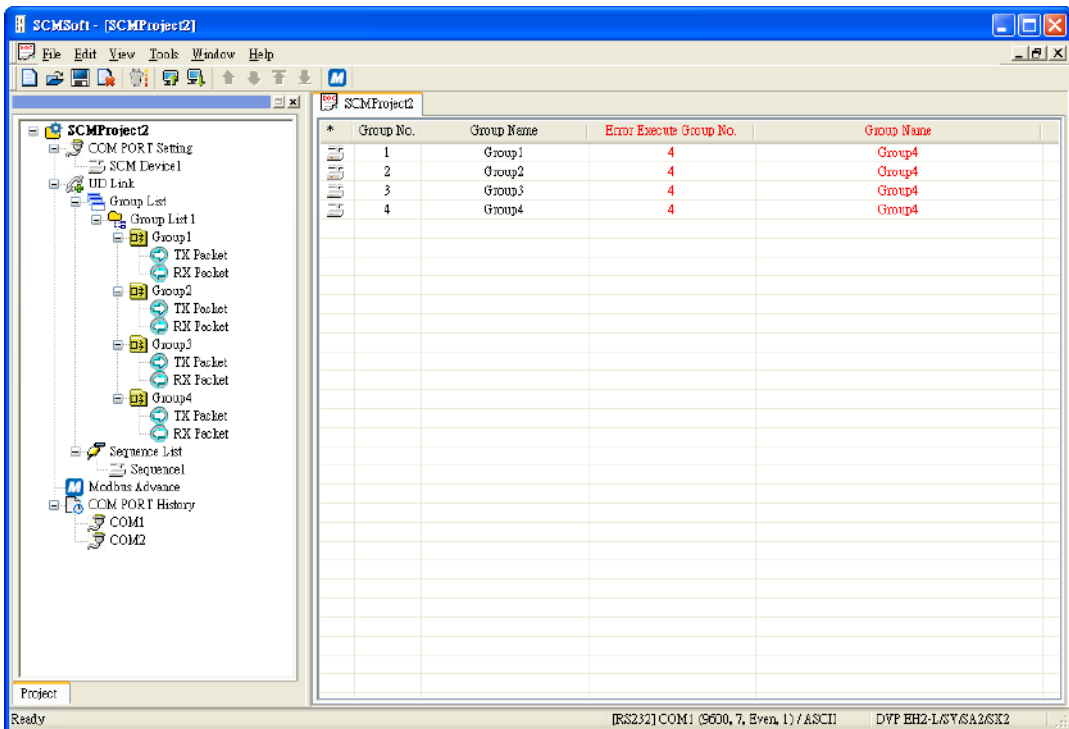 SCMSoft - [SCMProject2]
File Edit View Tools Window Help
SCMProject2
SCMProject2
COM PORT Setting
SCM Device1
UD Link
Group List
Group List 1
Group1
TX Packet
RX Packet
Group2
TX Packet
RX Packet
Group3
TX Packet
RX Packet
Group4
TX Packet
RX Packet
Sequence List
Sequence1
Modbus Advance
COM PORT History
COM1
COM2
Project
* Group No. Group Name Error Execute Group No. Group Name
1 Group1 4 Group4
2 Group2 4 Group4
3 Group3 4 Group4
4 Group4 4 Group4
Ready [RS232] COM1 (9600, 7, Even, 1) / ASCII DVP EH2-L/SV/SA2/SX2